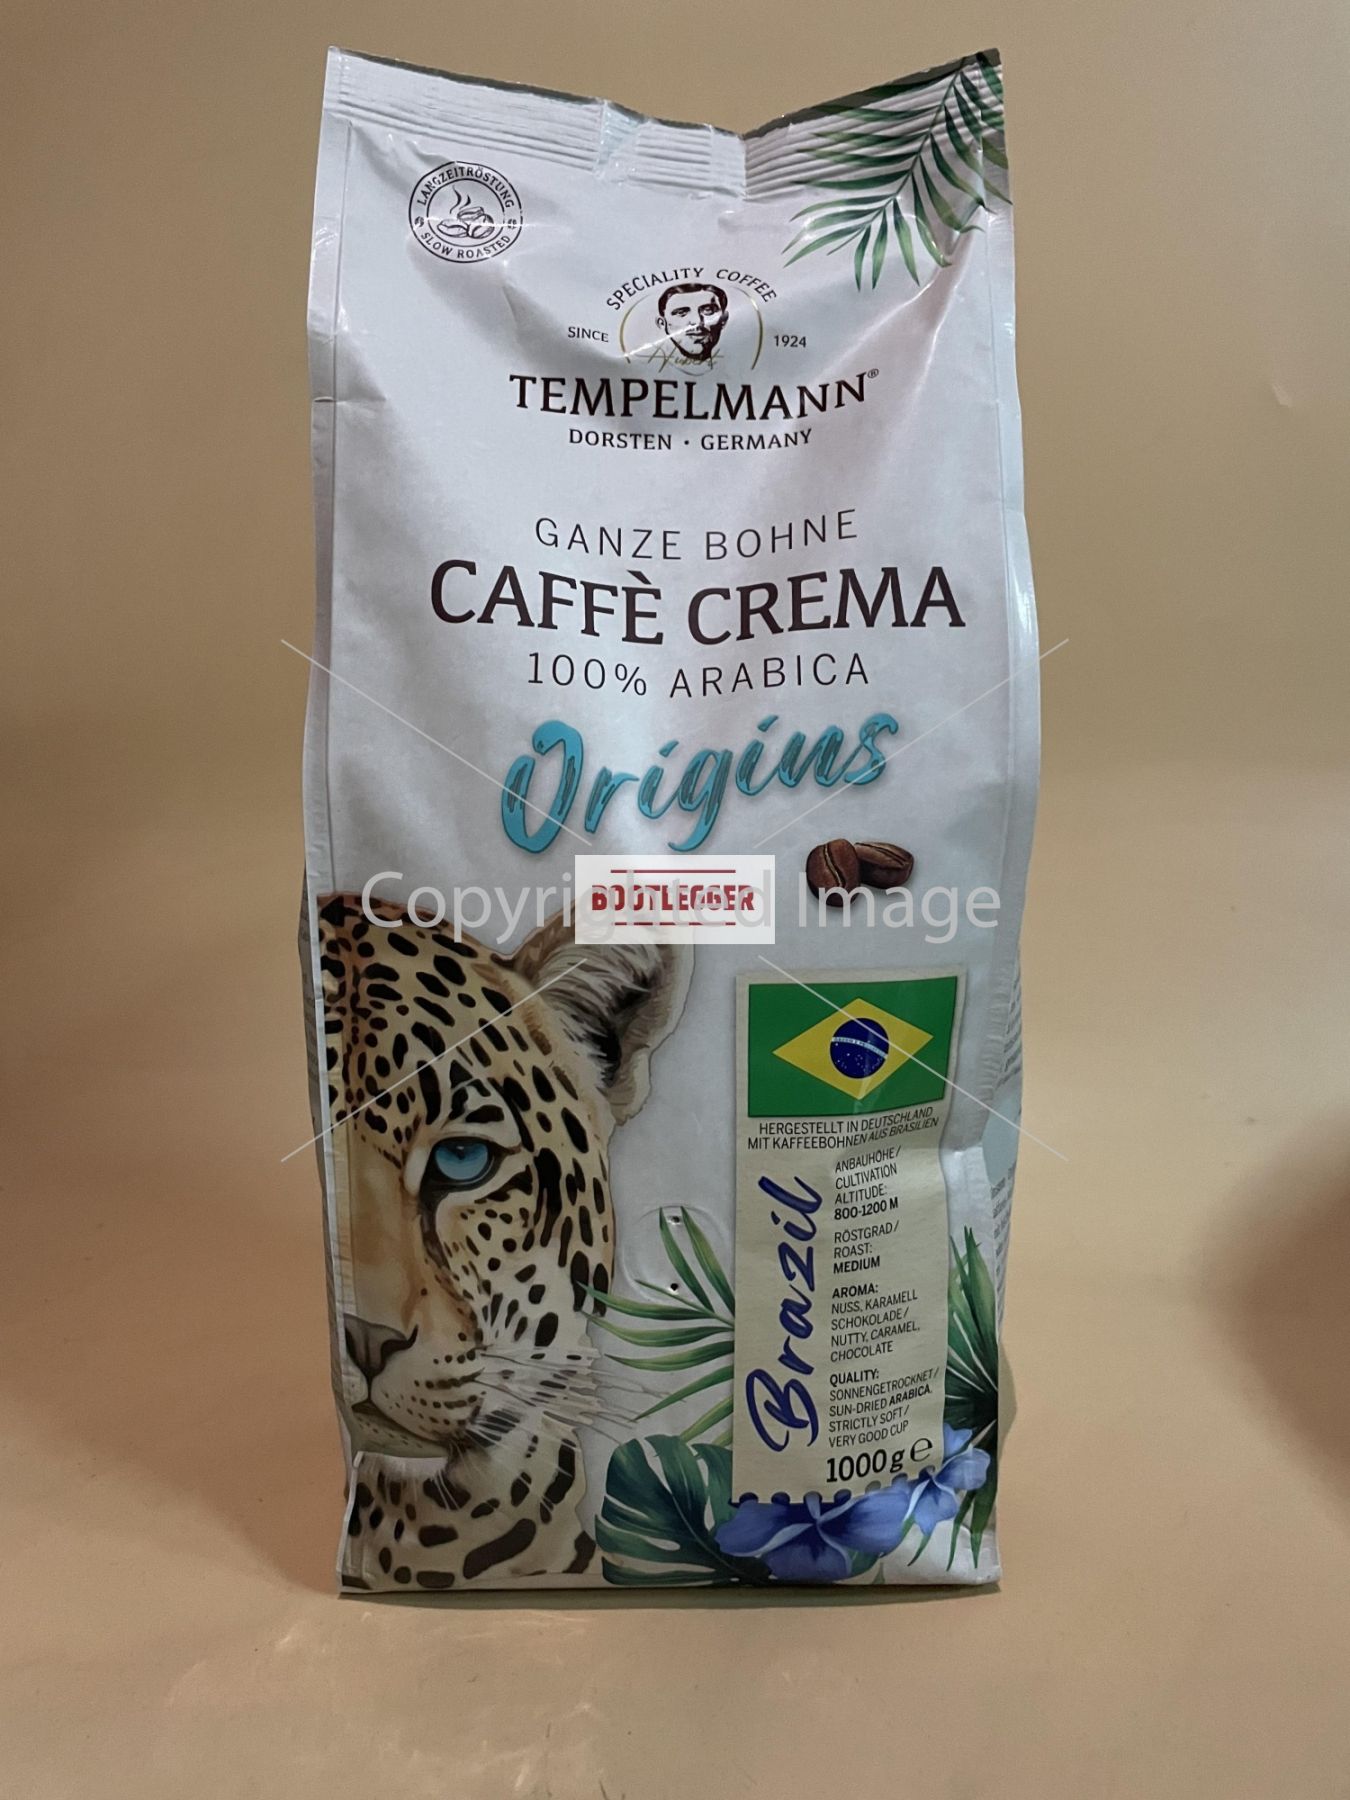 LANGZEITRÖSTUNG
SLOW ROASTED
SPECIALITY COFFEE
SINCE 1924
Hubert
TEMPELMANN®
DORSTEN · GERMANY
GANZE BOHNE
CAFFÈ CREMA
100% ARABICA
Origins
Copyrighted Image
BOOTLEGGER
HERGESTELLT IN DEUTSCHLAND
MIT KAFFEEBOHNEN AUS BRASILIEN
Brazil
ANBAUHÖHE/
CULTIVATION
ALTITUDE:
800-1200 M
RÖSTGRAD/
ROAST:
MEDIUM
AROMA:
NUSS, KARAMELL
SCHOKOLADE/
NUTTY, CARAMEL,
CHOCOLATE
QUALITY:
SONNENGETROCKNET/
SUN-DRIED ARABICA,
STRICTLY SOFT/
VERY GOOD CUP
1000g e